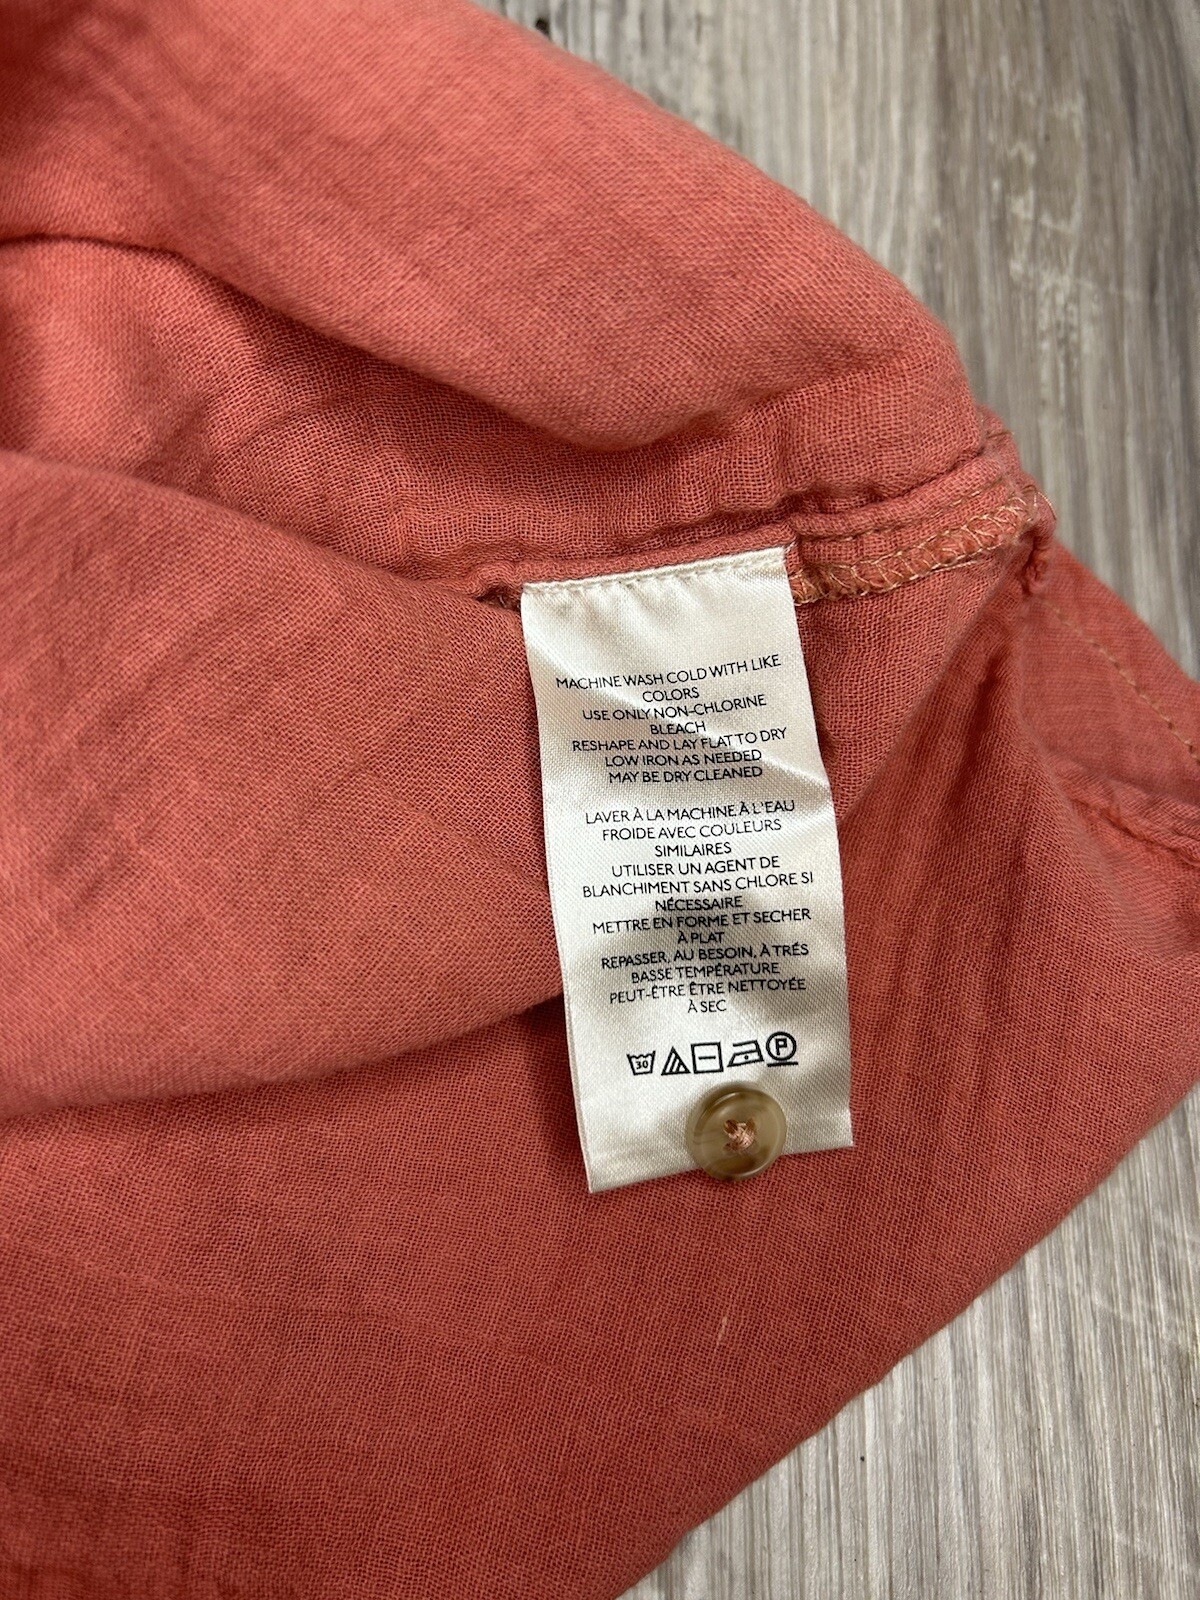 MACHINE WASH COLD WITH LIKE
COLORS
USE ONLY NON-CHLORINE
BLEACH
RESHAPE AND LAY FLAT TO DRY
LOW IRON AS NEEDED
MAY BE DRY CLEANED
LAVER À LA MACHINE À L'EAU
FROIDE AVEC COULEURS
SIMILAIRES
UTILISER UN AGENT DE
BLANCHIMENT SANS CHLORE SI
NÉCESSAIRE
METTRE EN FORME ET SECHER
À PLAT
REPASSER, AU BESOIN, À TRÉS
BASSE TEMPÉRATURE
PEUT-ÊTRE ÊTRE NETTOYÉE
À SEC
30 P